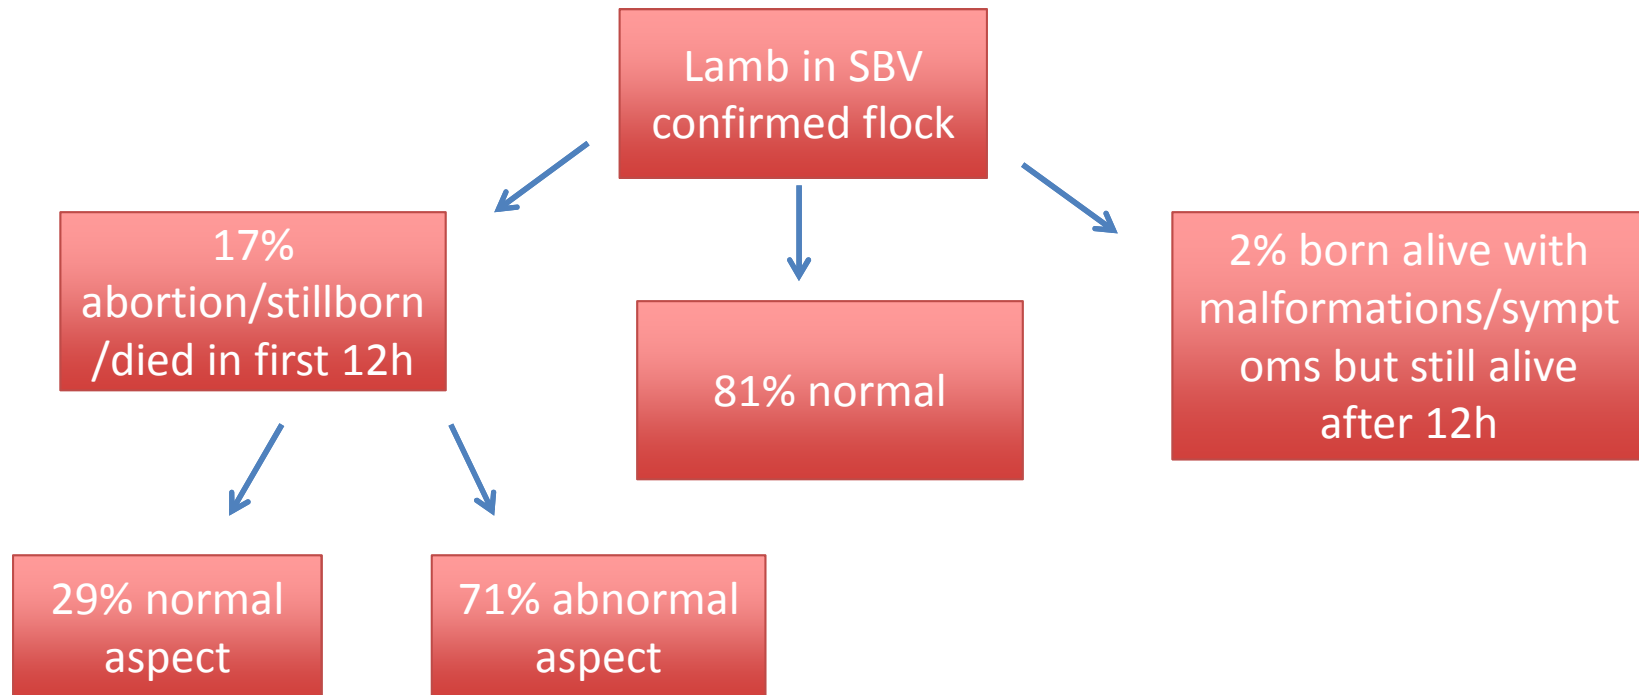 Lamb in SBV
confirmed flock
17%
abortion/stillborn
/died in first 12h
81% normal
2% born alive with
malformations/sympt
oms but still alive
after 12h
29% normal
aspect
71% abnormal
aspect